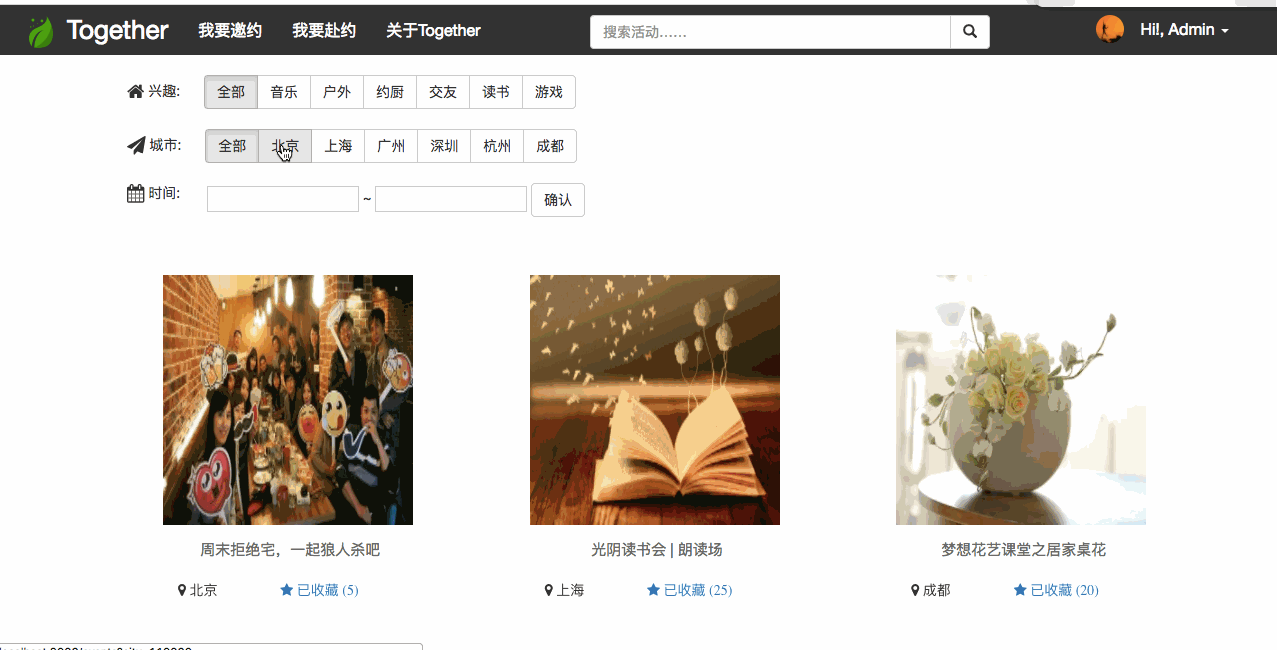 Together 我要邀约 我要赴约 关于Together 搜索活动…… Hi!, Admin
兴趣: 全部 音乐 户外 约厨 交友 读书 游戏
城市: 全部 北京 上海 广州 深圳 杭州 成都
时间: ~ 确认
周末拒绝宅，一起狼人杀吧
光阴读书会 | 朗读场
梦想花艺课堂之居家桌花
北京 已收藏 (5)
上海 已收藏 (25)
成都 已收藏 (20)